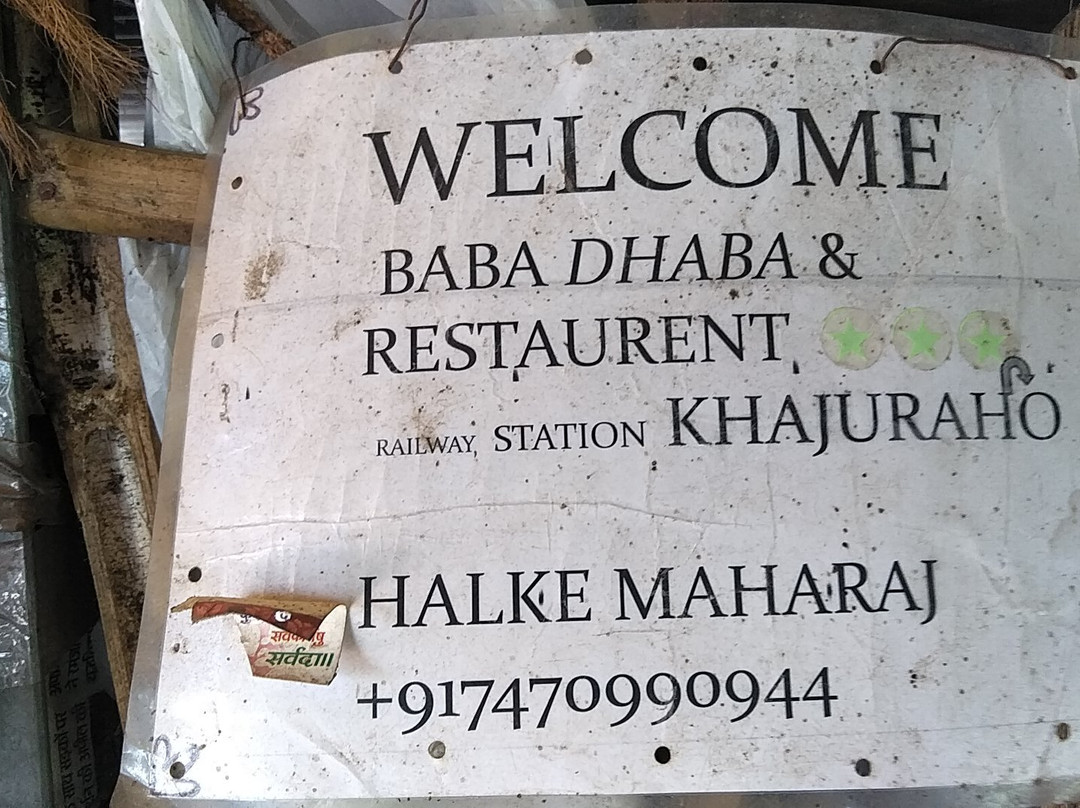 WELCOME
BABA DHABA &
RESTAURENT
RAILWAY STATION KHAJURAHO
HALKE MAHARAJ
+917470990944
सर्वदा॥